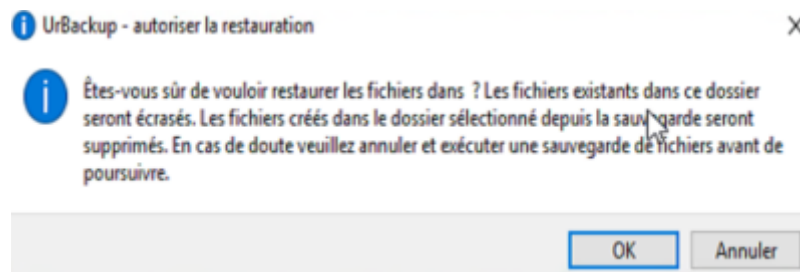 UrBackup - autoriser la restauration
Êtes-vous sûr de vouloir restaurer les fichiers dans ? Les fichiers existants dans ce dossier
seront écrasés. Les fichiers créés dans le dossier sélectionné depuis la sauvegarde seront
supprimés. En cas de doute veuillez annuler et exécuter une sauvegarde de fichiers avant de
poursuivre.
OK Annuler